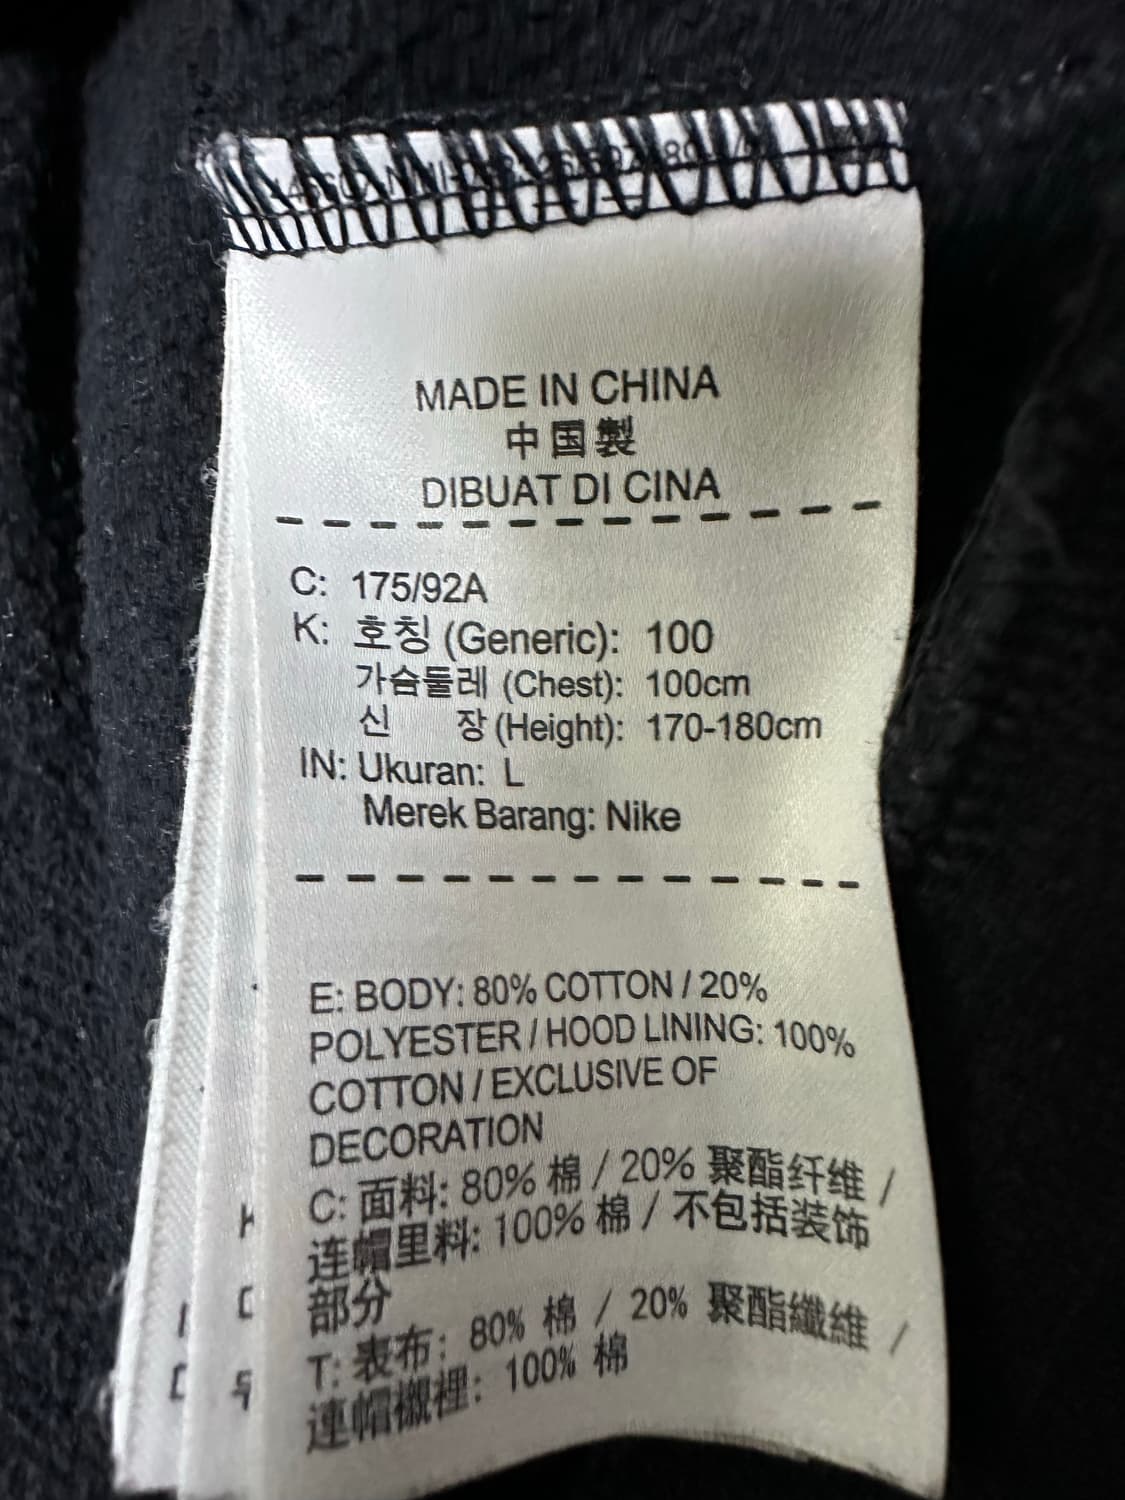 MADE IN CHINA
中国製
DIBUAT DI CINA
C: 175/92A
K: 호칭 (Generic): 100
가슴둘레 (Chest): 100cm
신 장 (Height): 170-180cm
IN: Ukuran: L
Merek Barang: Nike
E: BODY: 80% COTTON / 20%
POLYESTER / HOOD LINING: 100%
COTTON / EXCLUSIVE OF
DECORATION
C: 面料: 80% 棉 / 20% 聚酯纤维 /
连帽里料: 100% 棉 / 不包括装饰
部分
T: 表布: 80% 棉 / 20% 聚酯纖維 /
連帽襯裡: 100% 棉